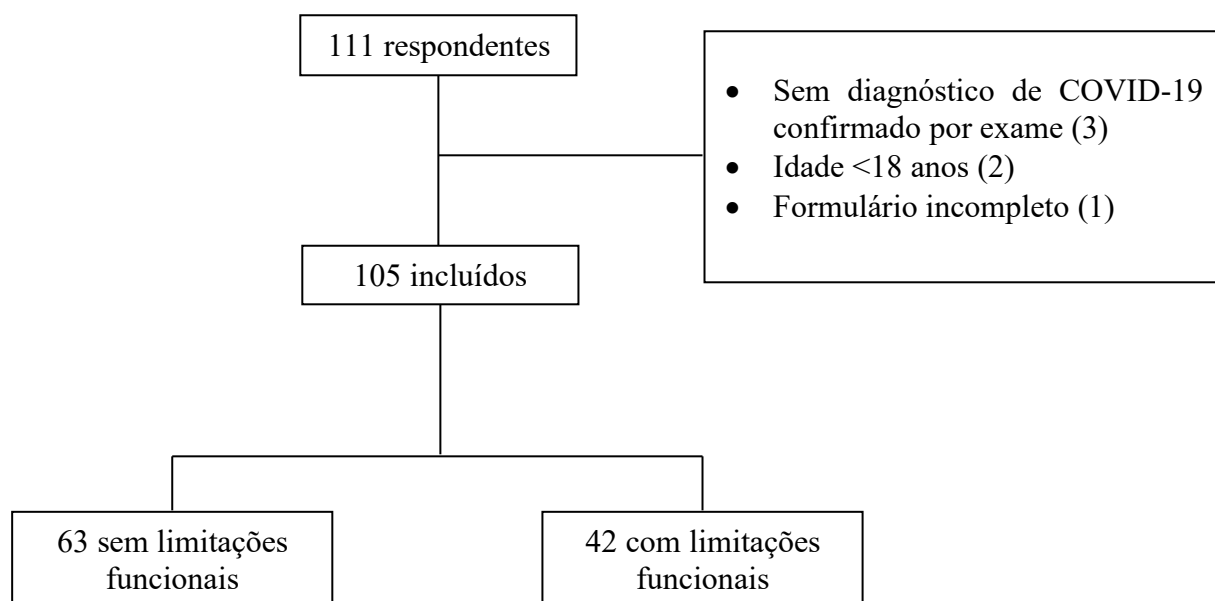 111 respondentes
• Sem diagnóstico de COVID-19
confirmado por exame (3)
• Idade <18 anos (2)
• Formulário incompleto (1)
105 incluídos
63 sem limitações
funcionais
42 com limitações
funcionais